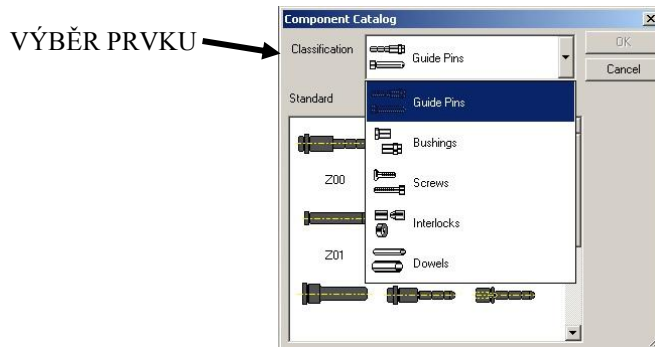 Component Catalog
VÝBĚR PRVKU
Classification Guide Pins OK
Cancel
Standard Guide Pins
Bushings
Z00 Screws
Interlocks
Z01 Dowels